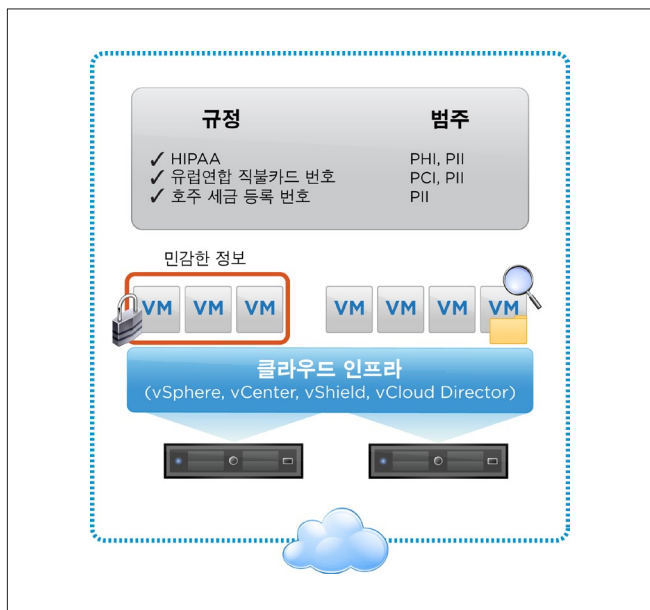 규정 범주
✓ HIPAA PHI, PII
✓ 유럽연합 직불카드 번호 PCI, PII
✓ 호주 세금 등록 번호 PII
민감한 정보
VM VM VM VM VM VM VM
클라우드 인프라
(vSphere, vCenter, vShield, vCloud Director)